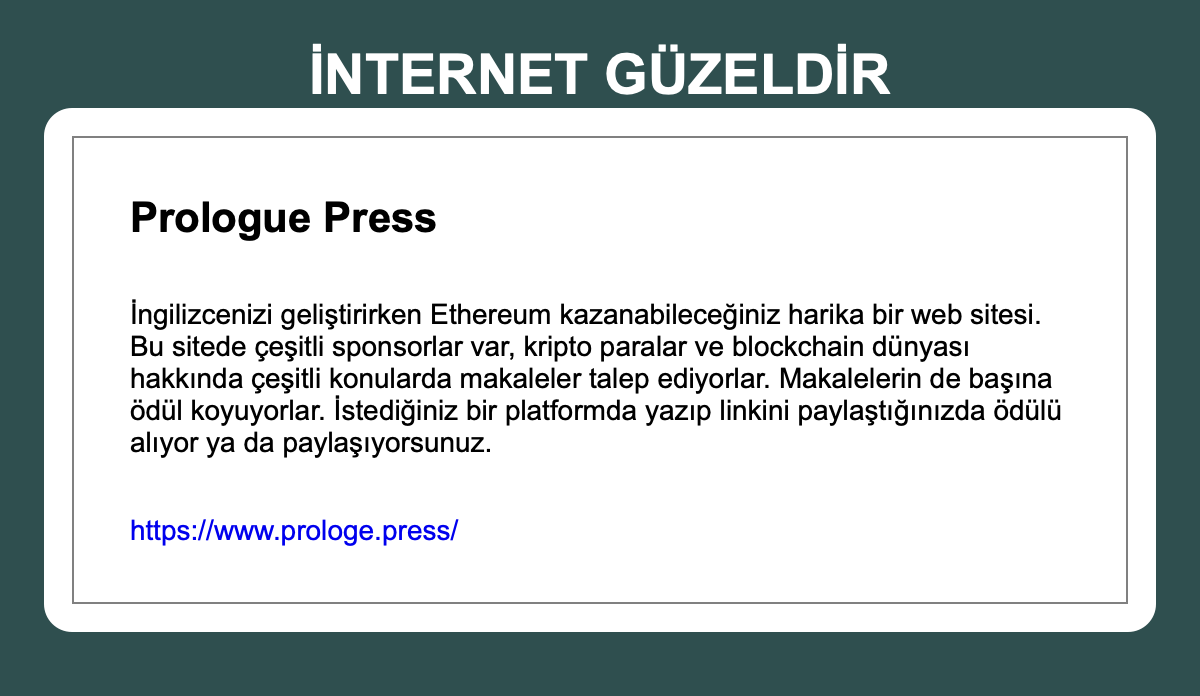 İNTERNET GÜZELDİR
Prologue Press
İngilizcenizi geliştirirken Ethereum kazanabileceğiniz harika bir web sitesi.
Bu sitede çeşitli sponsorlar var, kripto paralar ve blockchain dünyası
hakkında çeşitli konularda makaleler talep ediyorlar. Makalelerin de başına
ödül koyuyorlar. İstediğiniz bir platformda yazıp linkini paylaştığınızda ödülü
alıyor ya da paylaşıyorsunuz.
https://www.prologe.press/